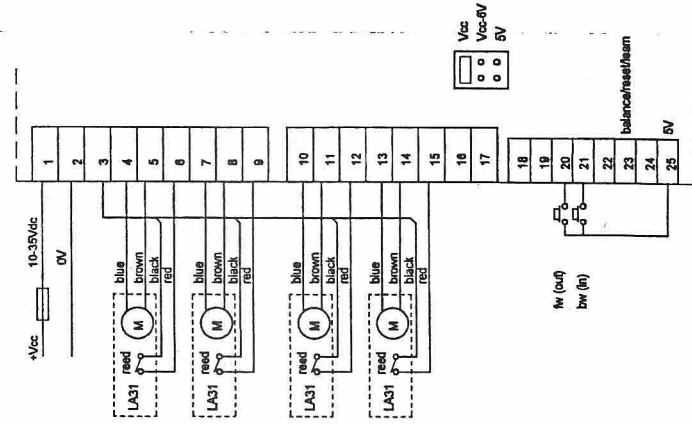 Vcc
Vcc-6V
5V
1
2
3
4
5
6
7
8
9
10
11
12
13
14
15
16
17
18
19
20
21
22
23
24
25
balance/reset/learn
5V
+Vcc
10-35Vdc
0V
blue
brown
black
red
M
reed
LA31
blue
brown
black
red
M
reed
LA31
blue
brown
black
red
M
reed
LA31
blue
brown
black
red
M
reed
LA31
fw (out)
bw (in)